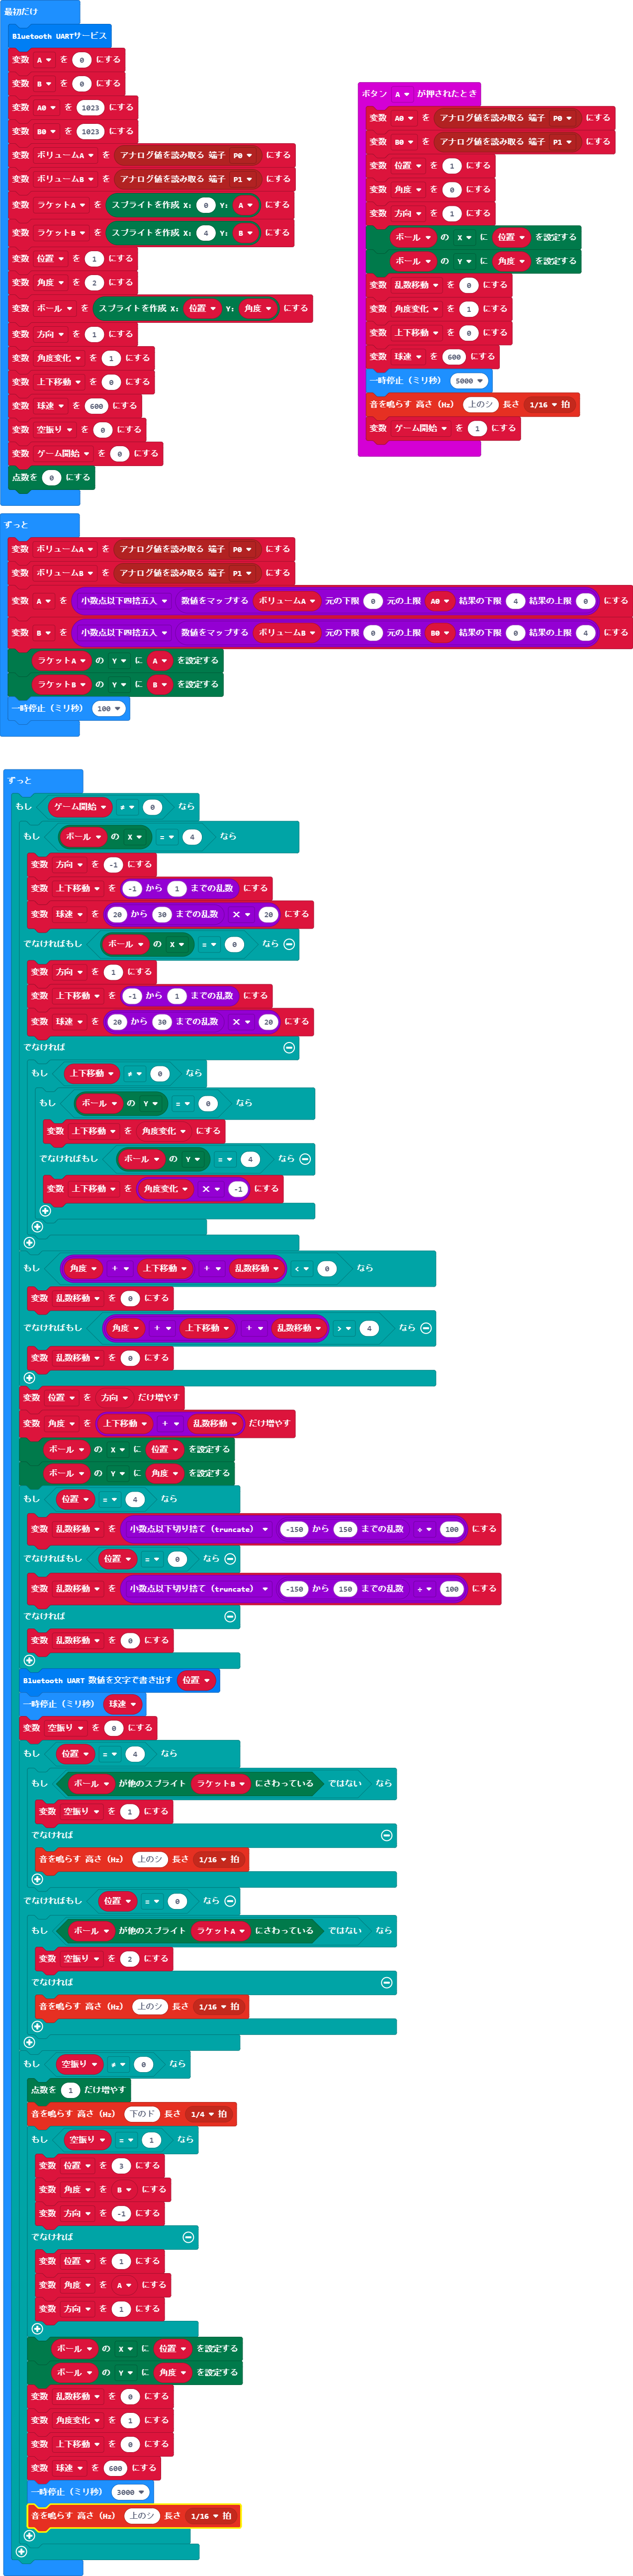 最初だけ
Bluetooth UARTサービス
変数 A ▼ を 0 にする
変数 B ▼ を 0 にする
変数 A0 ▼ を 1023 にする
変数 B0 ▼ を 1023 にする
変数 ボリュームA ▼ を アナログ値を読み取る 端子 P0 ▼ にする
変数 ボリュームB ▼ を アナログ値を読み取る 端子 P1 ▼ にする
変数 ラケットA ▼ を スプライトを作成 X: 0 Y: A ▼ にする
変数 ラケットB ▼ を スプライトを作成 X: 4 Y: B ▼ にする
変数 位置 ▼ を 1 にする
変数 角度 ▼ を 2 にする
変数 ボール ▼ を スプライトを作成 X: 位置 ▼ Y: 角度 ▼ にする
変数 方向 ▼ を 1 にする
変数 角度変化 ▼ を 1 にする
変数 上下移動 ▼ を 0 にする
変数 球速 ▼ を 600 にする
変数 空振り ▼ を 0 にする
変数 ゲーム開始 ▼ を 0 にする
点数を 0 にする
ボタン A ▼ が押されたとき
変数 A0 ▼ を アナログ値を読み取る 端子 P0 ▼ にする
変数 B0 ▼ を アナログ値を読み取る 端子 P1 ▼ にする
変数 位置 ▼ を 1 にする
変数 角度 ▼ を 0 にする
変数 方向 ▼ を 1 にする
ボール ▼ の X ▼ に 位置 ▼ を設定する
ボール ▼ の Y ▼ に 角度 ▼ を設定する
変数 乱数移動 ▼ を 0 にする
変数 角度変化 ▼ を 1 にする
変数 上下移動 ▼ を 0 にする
変数 球速 ▼ を 600 にする
一時停止（ミリ秒） 5000 ▼
音を鳴らす 高さ（Hz） 上のシ 長さ 1/16 ▼ 拍
変数 ゲーム開始 ▼ を 1 にする
ずっと
変数 ボリュームA ▼ を アナログ値を読み取る 端子 P0 ▼ にする
変数 ボリュームB ▼ を アナログ値を読み取る 端子 P1 ▼ にする
変数 A ▼ を 小数点以下四捨五入 ▼ 数値をマップする ボリュームA ▼ 元の下限 0 元の上限 A0 ▼ 結果の下限 4 結果の上限 0 にする
変数 B ▼ を 小数点以下四捨五入 ▼ 数値をマップする ボリュームB ▼ 元の下限 0 元の上限 B0 ▼ 結果の下限 0 結果の上限 4 にする
ラケットA ▼ の Y ▼ に A ▼ を設定する
ラケットB ▼ の Y ▼ に B ▼ を設定する
一時停止（ミリ秒） 100 ▼
ずっと
もし ゲーム開始 ▼ ≠ ▼ 0 なら
もし ボール ▼ の X ▼ = ▼ 4 なら
変数 方向 ▼ を -1 にする
変数 上下移動 ▼ を -1 から 1 までの乱数 にする
変数 球速 ▼ を 20 から 30 までの乱数 × ▼ 20 にする
でなければもし ボール ▼ の X ▼ = ▼ 0 なら
変数 方向 ▼ を 1 にする
変数 上下移動 ▼ を -1 から 1 までの乱数 にする
変数 球速 ▼ を 20 から 30 までの乱数 × ▼ 20 にする
でなければ
もし 上下移動 ▼ ≠ ▼ 0 なら
もし ボール ▼ の Y ▼ = ▼ 0 なら
変数 上下移動 ▼ を 角度変化 ▼ にする
でなければもし ボール ▼ の Y ▼ = ▼ 4 なら
変数 上下移動 ▼ を 角度変化 ▼ × ▼ -1 にする
もし 角度 ▼ + ▼ 上下移動 ▼ + ▼ 乱数移動 ▼ < ▼ 0 なら
変数 乱数移動 ▼ を 0 にする
でなければもし 角度 ▼ + ▼ 上下移動 ▼ + ▼ 乱数移動 ▼ > ▼ 4 なら
変数 乱数移動 ▼ を 0 にする
変数 位置 ▼ を 方向 ▼ だけ増やす
変数 角度 ▼ を 上下移動 ▼ + ▼ 乱数移動 ▼ だけ増やす
ボール ▼ の X ▼ に 位置 ▼ を設定する
ボール ▼ の Y ▼ に 角度 ▼ を設定する
もし 位置 ▼ = ▼ 4 なら
変数 乱数移動 ▼ を 小数点以下切り捨て (truncate) ▼ -150 から 150 までの乱数 ÷ ▼ 100 にする
でなければもし 位置 ▼ = ▼ 0 なら
変数 乱数移動 ▼ を 小数点以下切り捨て (truncate) ▼ -150 から 150 までの乱数 ÷ ▼ 100 にする
でなければ
変数 乱数移動 ▼ を 0 にする
Bluetooth UART 数値を文字で書き出す 位置 ▼
一時停止（ミリ秒） 球速 ▼
変数 空振り ▼ を 0 にする
もし 位置 ▼ = ▼ 4 なら
もし ボール ▼ が他のスプライト ラケットB ▼ にさわっている ではない なら
変数 空振り ▼ を 1 にする
でなければ
音を鳴らす 高さ（Hz） 上のシ 長さ 1/16 ▼ 拍
でなければもし 位置 ▼ = ▼ 0 なら
もし ボール ▼ が他のスプライト ラケットA ▼ にさわっている ではない なら
変数 空振り ▼ を 2 にする
でなければ
音を鳴らす 高さ（Hz） 上のシ 長さ 1/16 ▼ 拍
もし 空振り ▼ ≠ ▼ 0 なら
点数を 1 だけ増やす
音を鳴らす 高さ（Hz） 下のド 長さ 1/4 ▼ 拍
もし 空振り ▼ = ▼ 1 なら
変数 位置 ▼ を 3 にする
変数 角度 ▼ を B ▼ にする
変数 方向 ▼ を -1 にする
でなければ
変数 位置 ▼ を 1 にする
変数 角度 ▼ を A ▼ にする
変数 方向 ▼ を 1 にする
ボール ▼ の X ▼ に 位置 ▼ を設定する
ボール ▼ の Y ▼ に 角度 ▼ を設定する
変数 乱数移動 ▼ を 0 にする
変数 角度変化 ▼ を 1 にする
変数 上下移動 ▼ を 0 にする
変数 球速 ▼ を 600 にする
一時停止（ミリ秒） 3000 ▼
音を鳴らす 高さ（Hz） 上のシ 長さ 1/16 ▼ 拍